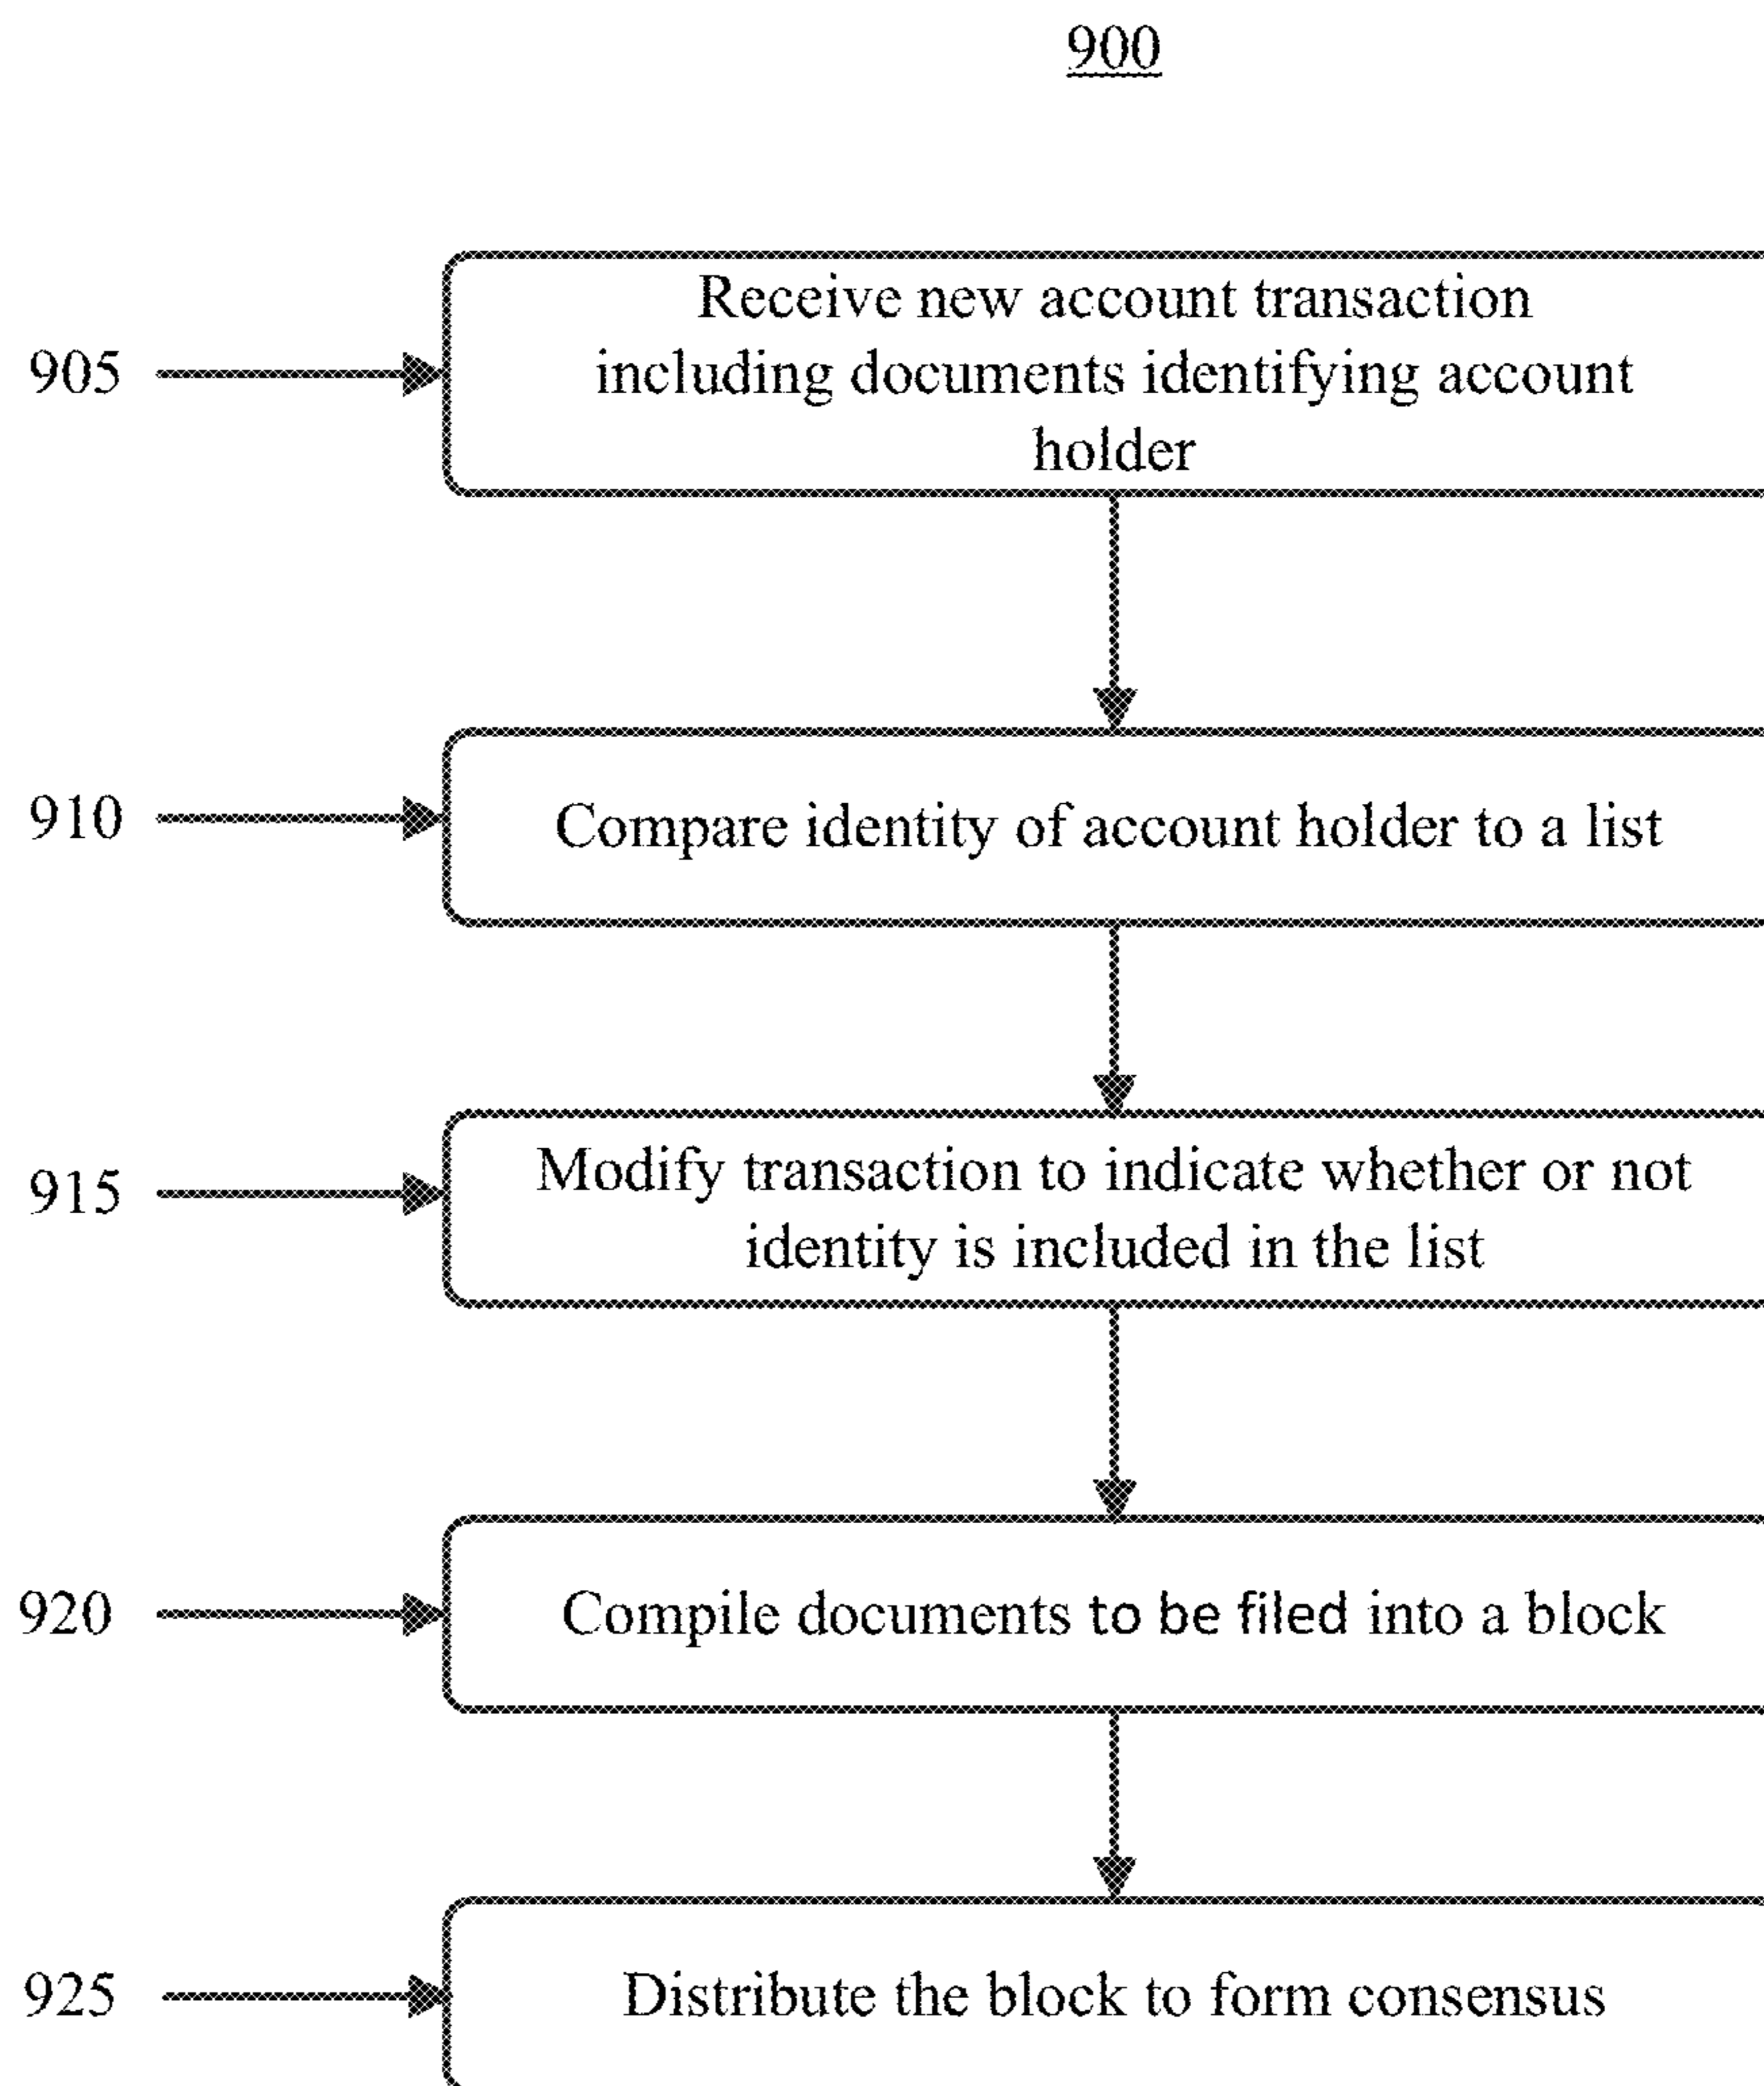 900
905
Receive new account transaction
including documents identifying account
holder
910
Compare identity of account holder to a list
915
Modify transaction to indicate whether or not
identity is included in the list
920
Compile documents to be filed into a block
925
Distribute the block to form consensus